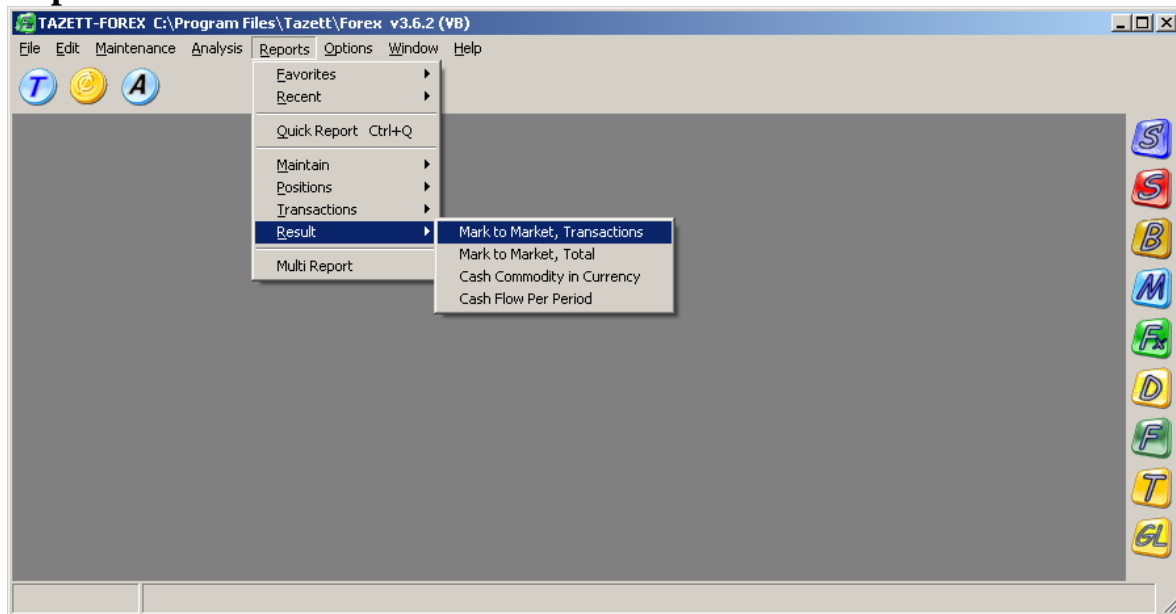 TAZETT-FOREX C:\Program Files\Tazett\Forex v3.6.2 (VB)
File Edit Maintenance Analysis Reports Options Window Help
T A
Favorites
Recent
Quick Report Ctrl+Q
Maintain
Positions
Transactions
Result
Multi Report
Mark to Market, Transactions
Mark to Market, Total
Cash Commodity in Currency
Cash Flow Per Period
S
S
B
M
Fx
D
F
T
GL